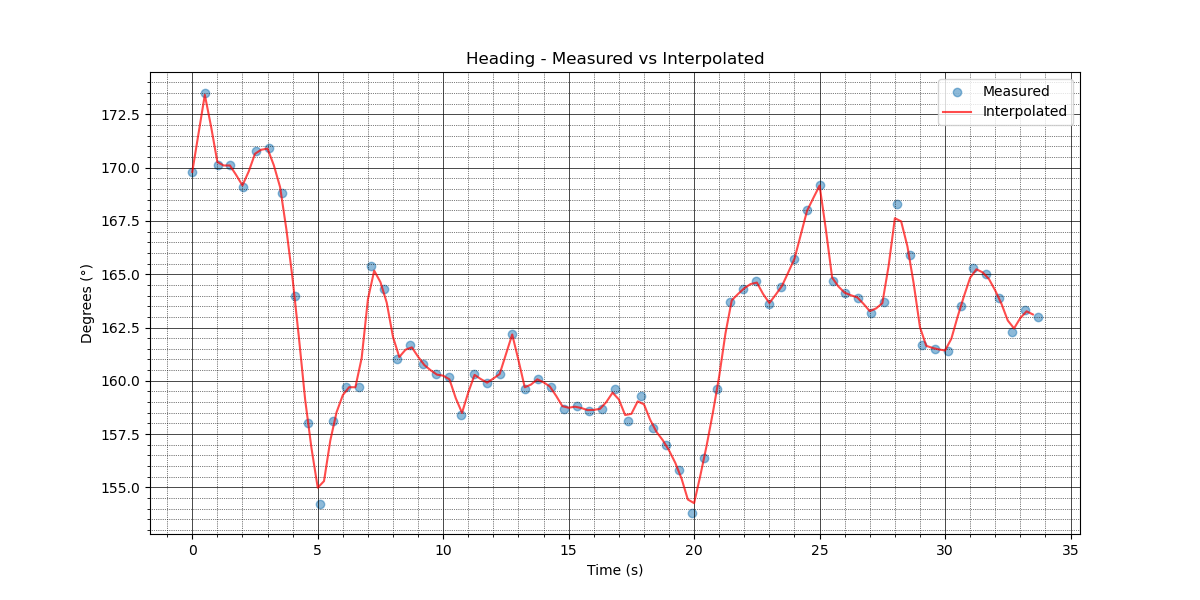 Heading - Measured vs Interpolated
Measured
Interpolated
172.5
170.0
167.5
165.0
162.5
160.0
157.5
155.0
Degrees (°)
0 5 10 15 20 25 30 35
Time (s)